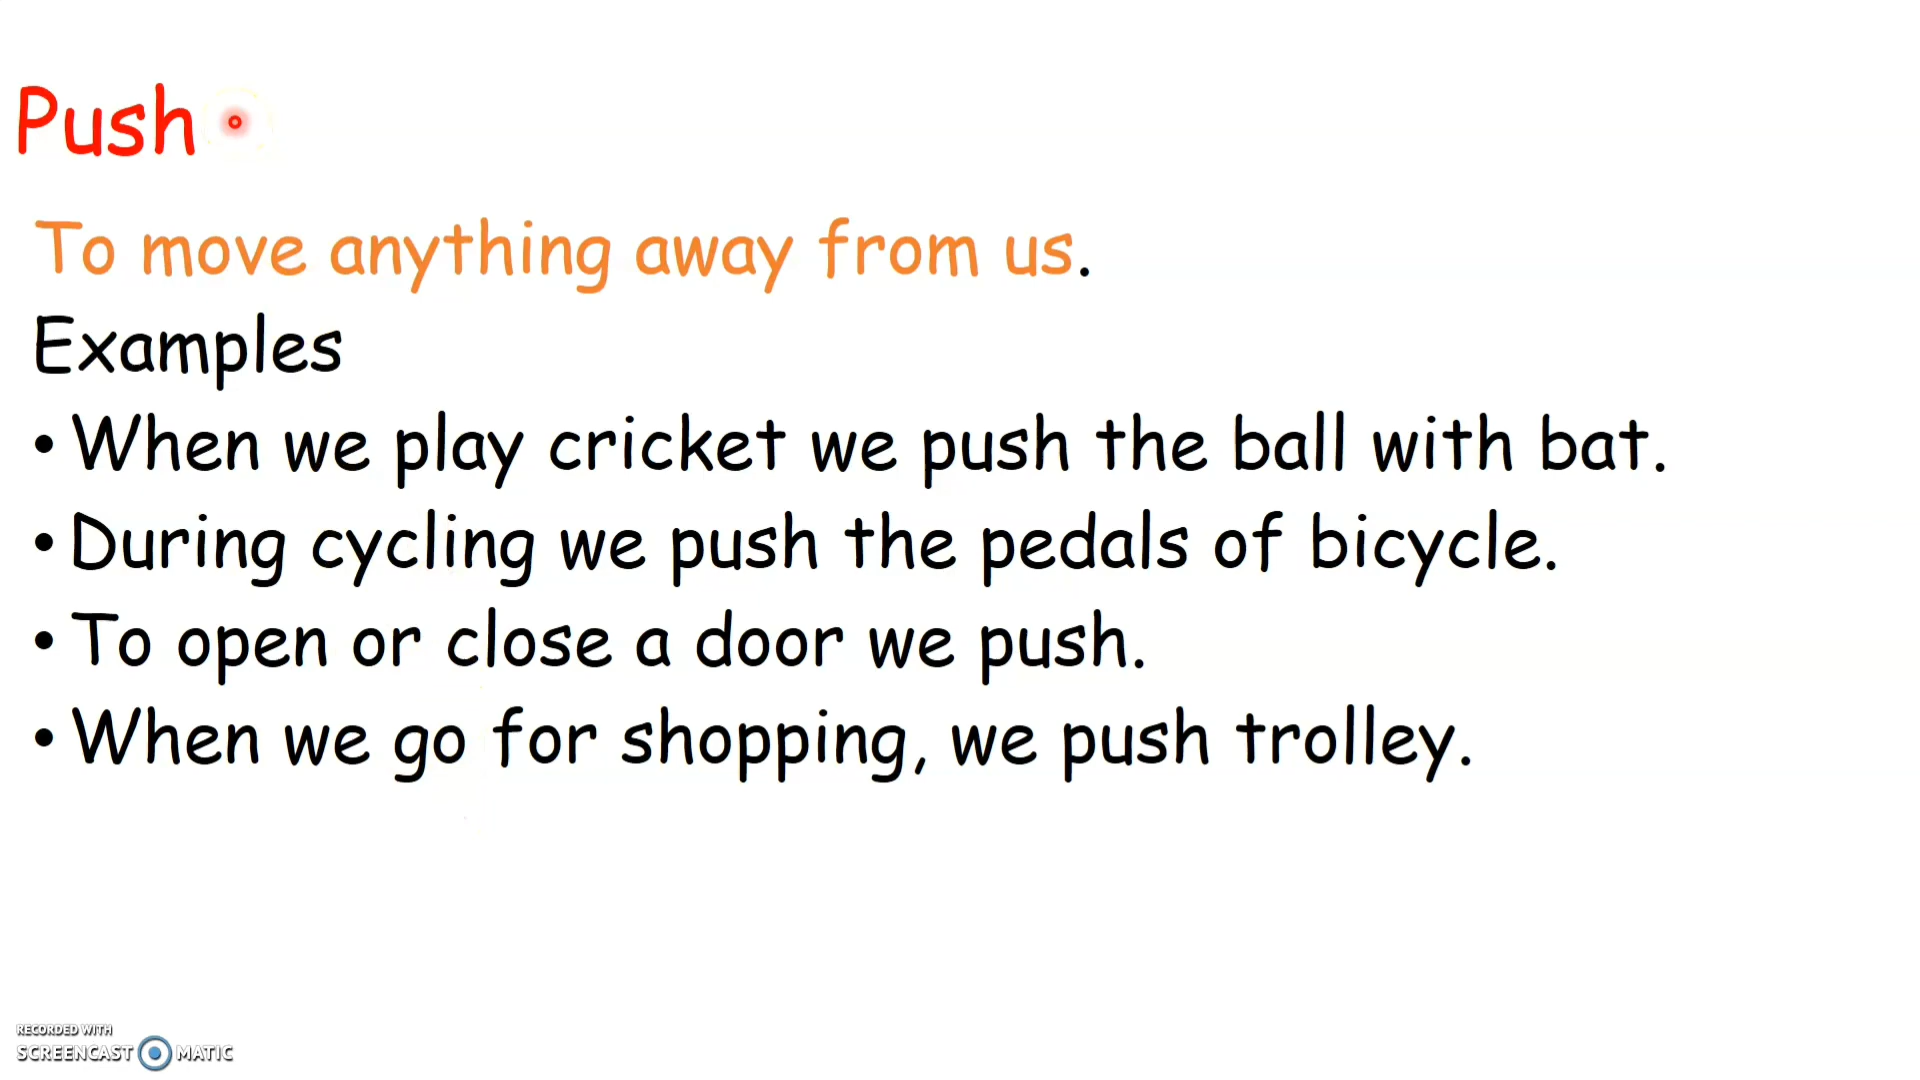 Push
To move anything away from us.
Examples
• When we play cricket we push the ball with bat.
• During cycling we push the pedals of bicycle.
• To open or close a door we push.
• When we go for shopping, we push trolley.
RECORDED WITH
SCREENCAST MATIC